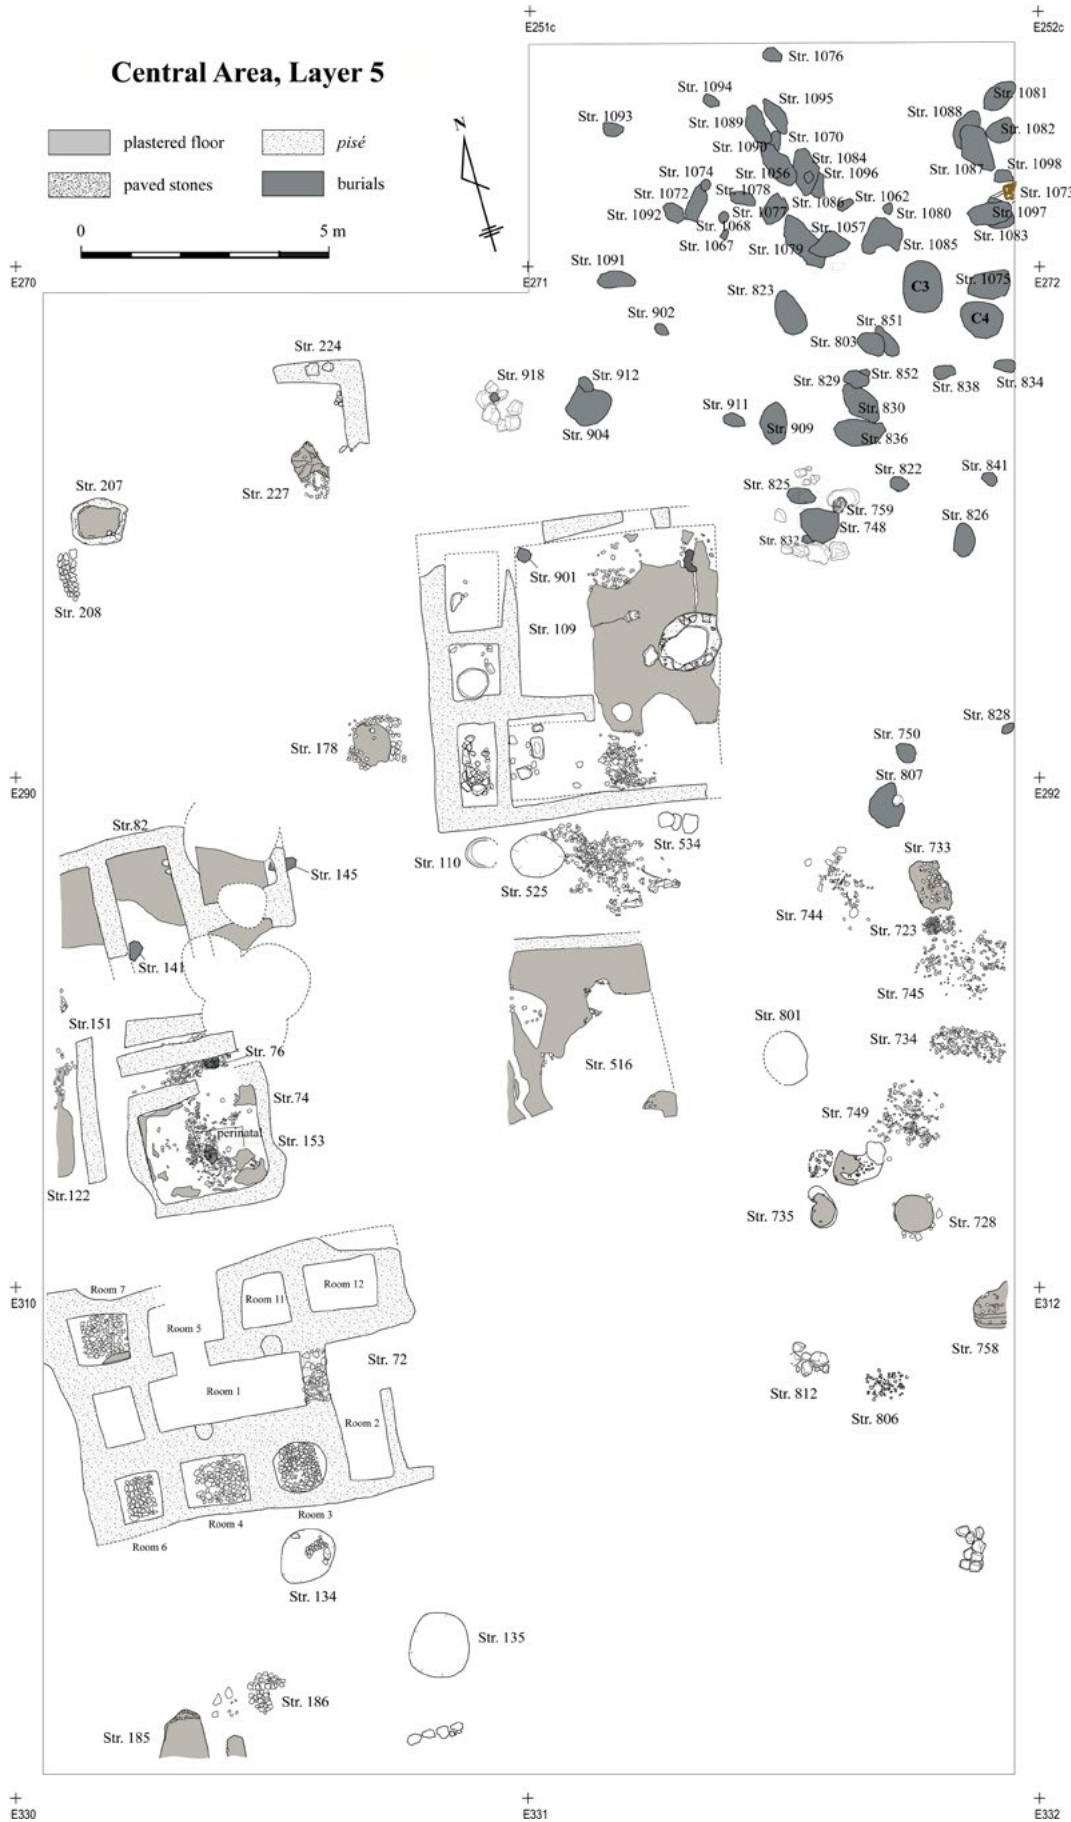 E251c
E252c
Central Area, Layer 5
plastered floor
pisé
paved stones
burials
0
5 m
N
Str. 1076
Str. 1094
Str. 1095
Str. 1081
Str. 1093
Str. 1089
Str. 1088
Str. 1070
Str. 1082
Str. 1090
Str. 1084
Str. 1087
Str. 1074
Str. 1056
Str. 1096
Str. 1098
Str. 1072
Str. 1078
Str. 1086
Str. 1062
Str. 1073
Str. 1092
Str. 1077
Str. 1080
Str. 1097
Str. 1068
Str. 1057
Str. 1083
Str. 1067
Str. 1079
Str. 1085
E270
E271
E272
Str. 1091
C3
Str. 1075
Str. 823
C4
Str. 902
Str. 851
Str. 803
Str. 224
Str. 918
Str. 912
Str. 829
Str. 852
Str. 838
Str. 834
Str. 911
Str. 830
Str. 904
Str. 909
Str. 836
Str. 207
Str. 227
Str. 825
Str. 822
Str. 841
Str. 759
Str. 826
Str. 748
Str. 832
Str. 901
Str. 208
Str. 109
Str. 828
Str. 178
Str. 750
Str. 807
E290
E292
Str.82
Str. 110
Str. 534
Str. 733
Str. 145
Str. 525
Str. 744
Str. 723
Str. 141
Str. 745
Str.151
Str. 801
Str. 734
Str. 76
Str. 516
Str.74
Str. 749
perinatal
Str. 153
Str.122
Str. 735
Str. 728
Room 7
Room 11
Room 12
E310
E312
Room 5
Str. 72
Str. 758
Room 1
Str. 812
Str. 806
Room 2
Room 3
Room 4
Room 6
Str. 134
Str. 135
Str. 186
Str. 185
E330
E331
E332